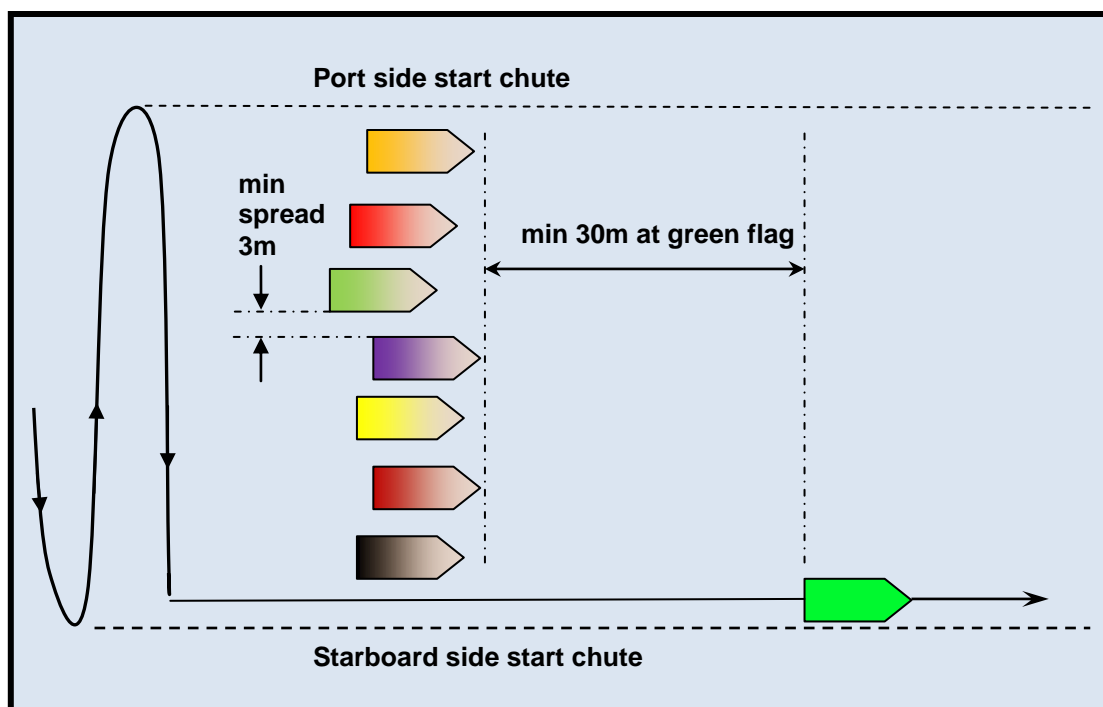 Port side start chute
min
spread
3m
min 30m at green flag
Starboard side start chute